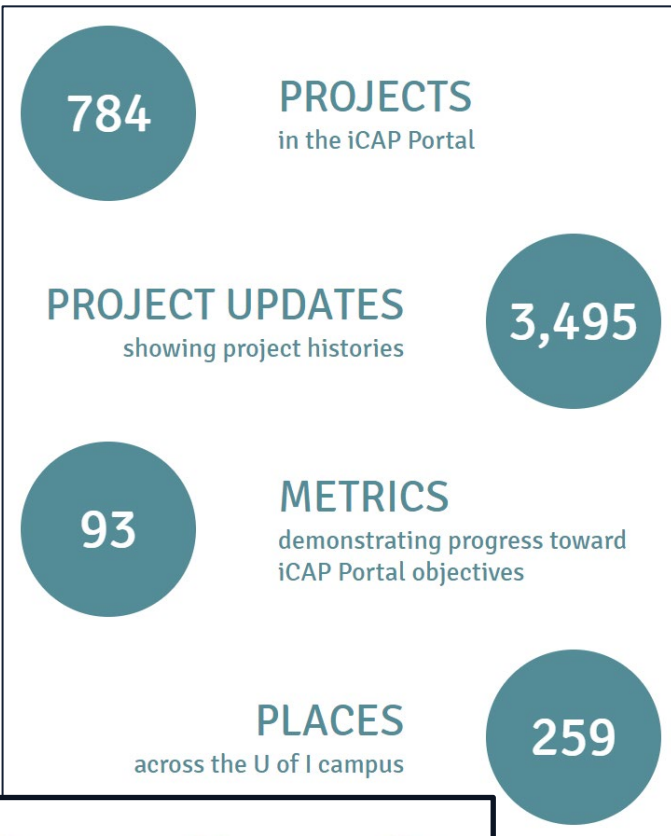 784
PROJECTS
in the iCAP Portal
PROJECT UPDATES
showing project histories
3,495
93
METRICS
demonstrating progress toward
iCAP Portal objectives
PLACES
across the U of I campus
259